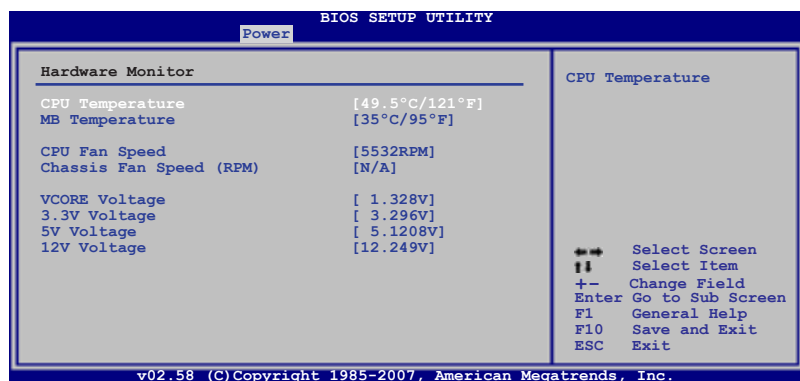 BIOS SETUP UTILITY
Power
Hardware Monitor
CPU Temperature [49.5°C/121°F]
MB Temperature [35°C/95°F]
CPU Fan Speed [5532RPM]
Chassis Fan Speed (RPM) [N/A]
VCORE Voltage [ 1.328V]
3.3V Voltage [ 3.296V]
5V Voltage [ 5.1208V]
12V Voltage [12.249V]
CPU Temperature
←→ Select Screen
↑↓ Select Item
+- Change Field
Enter Go to Sub Screen
F1 General Help
F10 Save and Exit
ESC Exit
v02.58 (C)Copyright 1985-2007, American Megatrends, Inc.